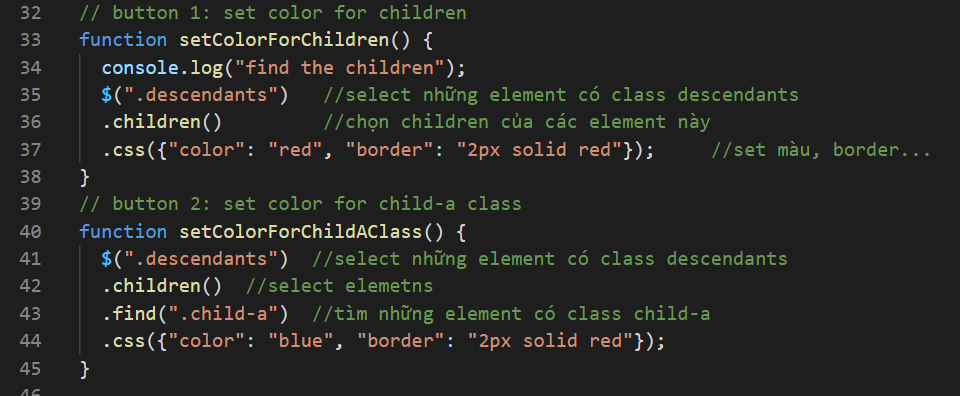 32 // button 1: set color for children
33 function setColorForChildren() {
34 console.log("find the children");
35 $(".descendants") //select những element có class descendants
36 .children() //chọn children của các element này
37 .css({"color": "red", "border": "2px solid red"}); //set màu, border...
38 }
39 // button 2: set color for child-a class
40 function setColorForChildAClass() {
41 $(".descendants") //select những element có class descendants
42 .children() //select elemetns
43 .find(".child-a") //tìm những element có class child-a
44 .css({"color": "blue", "border": "2px solid red"});
45 }